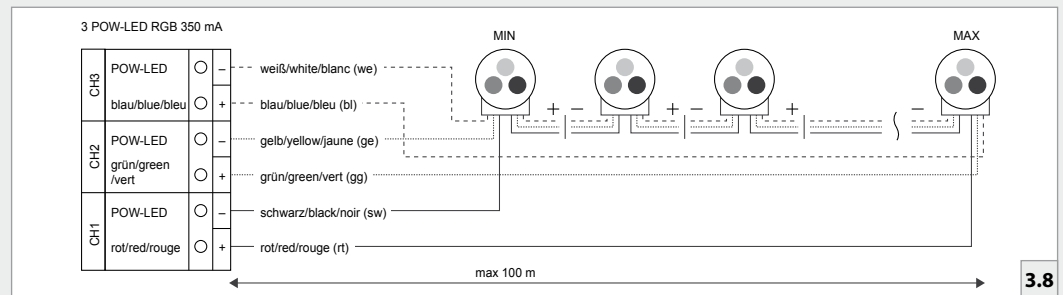 3 POW-LED RGB 350 mA
MIN
MAX
CH3
POW-LED
–
weiß/white/blanc (we)
blau/blue/bleu
+
blau/blue/bleu (bl)
+ –
+ –
+
–
CH2
POW-LED
–
gelb/yellow/jaune (ge)
grün/green
/vert
+
grün/green/vert (gg)
CH1
POW-LED
–
schwarz/black/noir (sw)
rot/red/rouge
+
rot/red/rouge (rt)
max 100 m
3.8